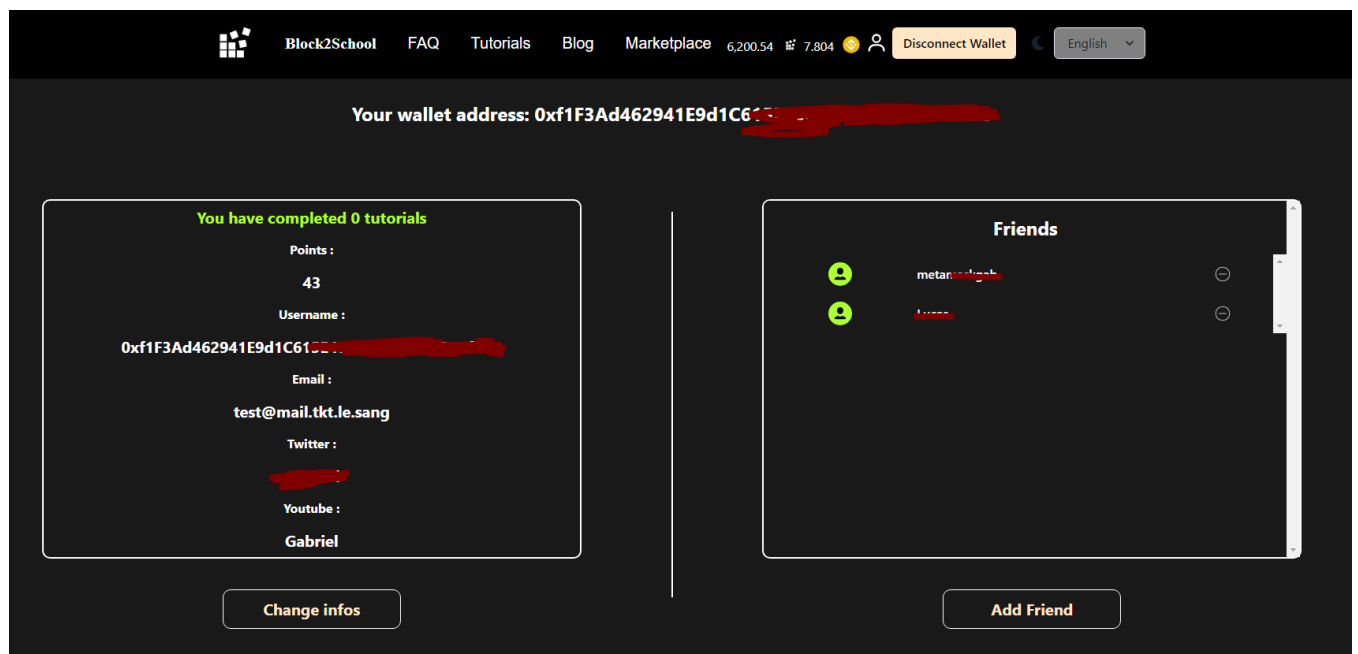 Block2School FAQ Tutorials Blog Marketplace 6,200.54 7.804 Disconnect Wallet English
Your wallet address: 0xf1F3Ad462941E9d1C61
You have completed 0 tutorials
Points :
43
Username :
0xf1F3Ad462941E9d1C61
Email :
test@mail.tkt.le.sang
Twitter :
Youtube :
Gabriel
Change infos
Friends
Add Friend